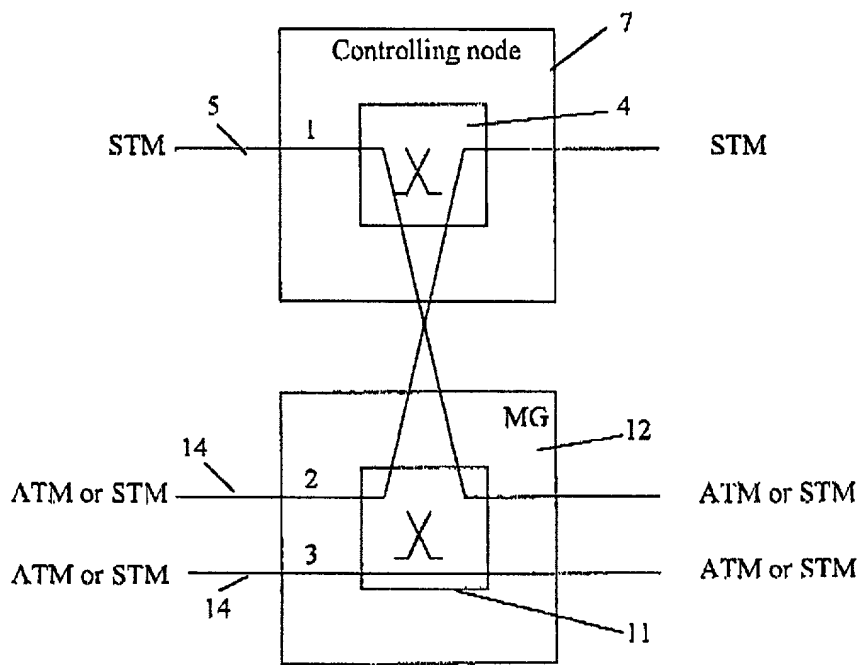 Controlling node
7
5
1
4
STM
STM
MG
12
14
2
ATM or STM
ATM or STM
3
ATM or STM
ATM or STM
14
11